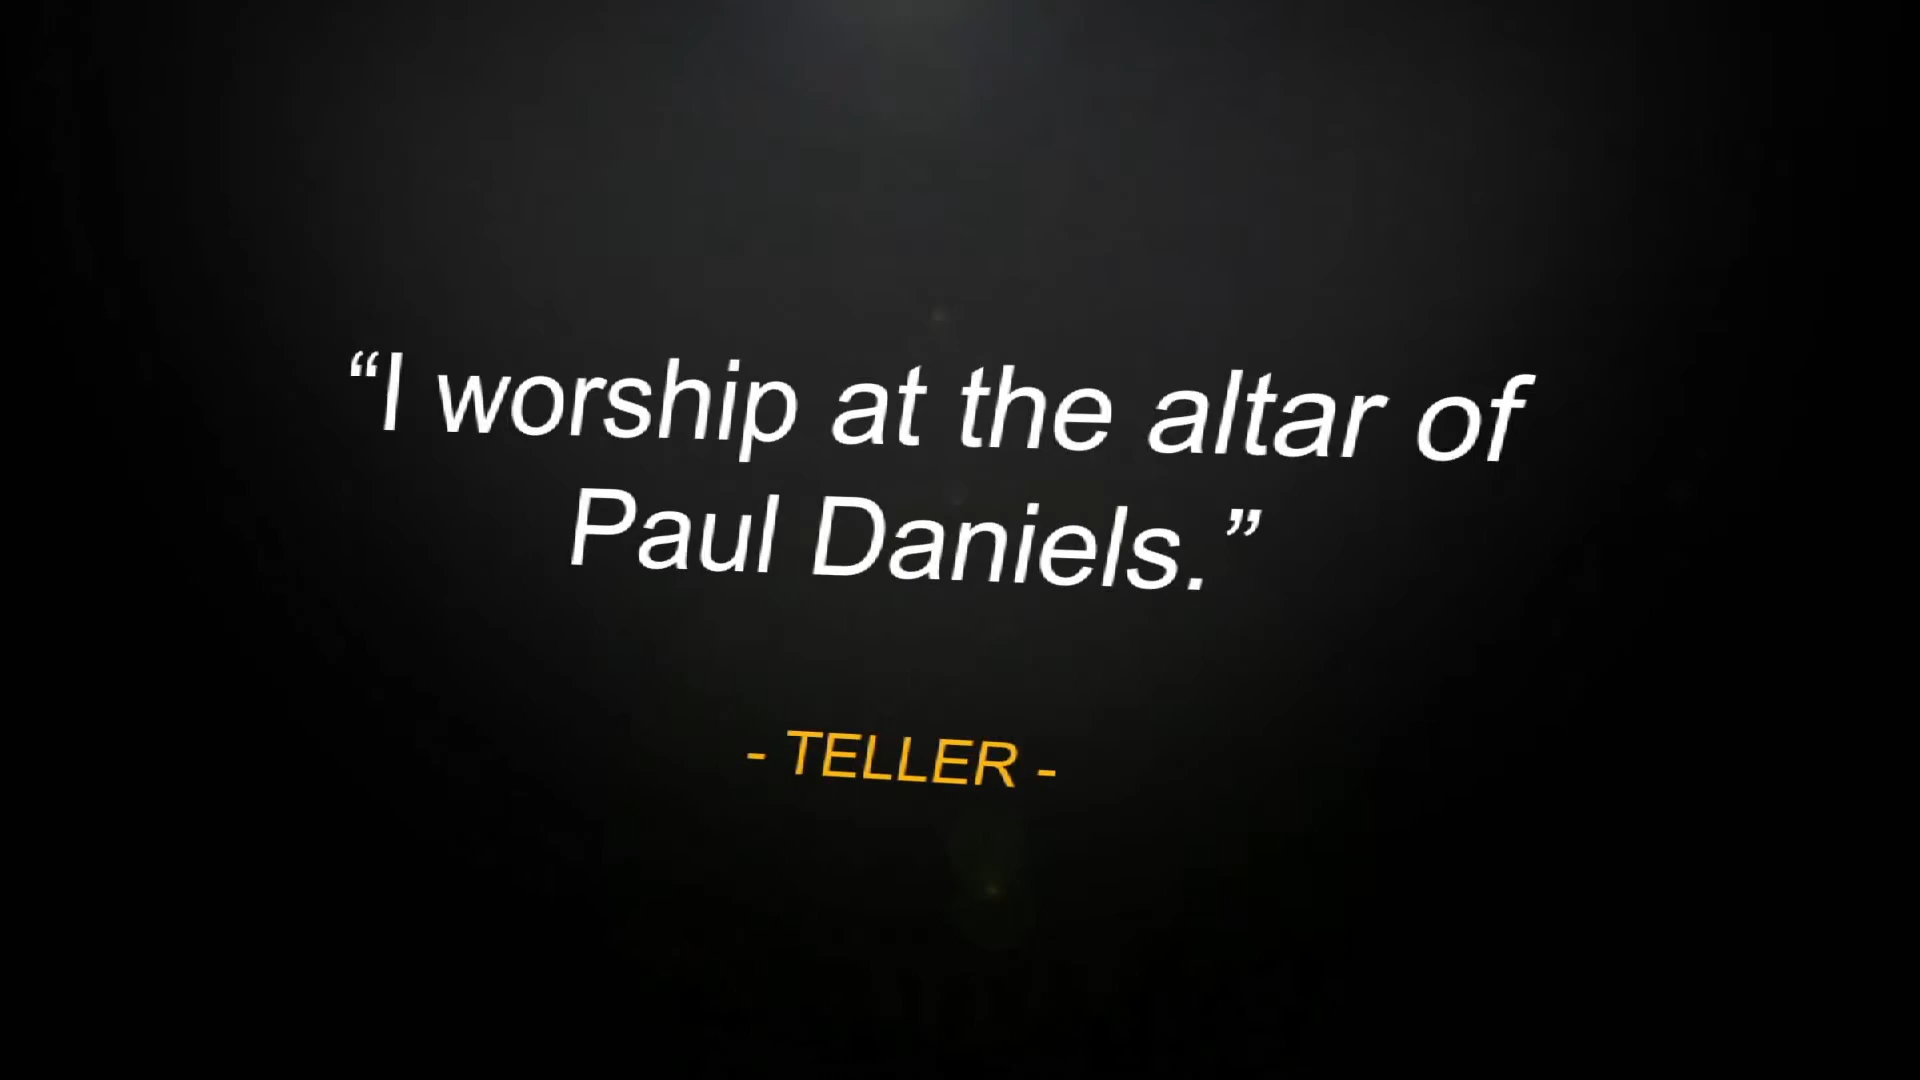 “I worship at the altar of
Paul Daniels.”
- TELLER -